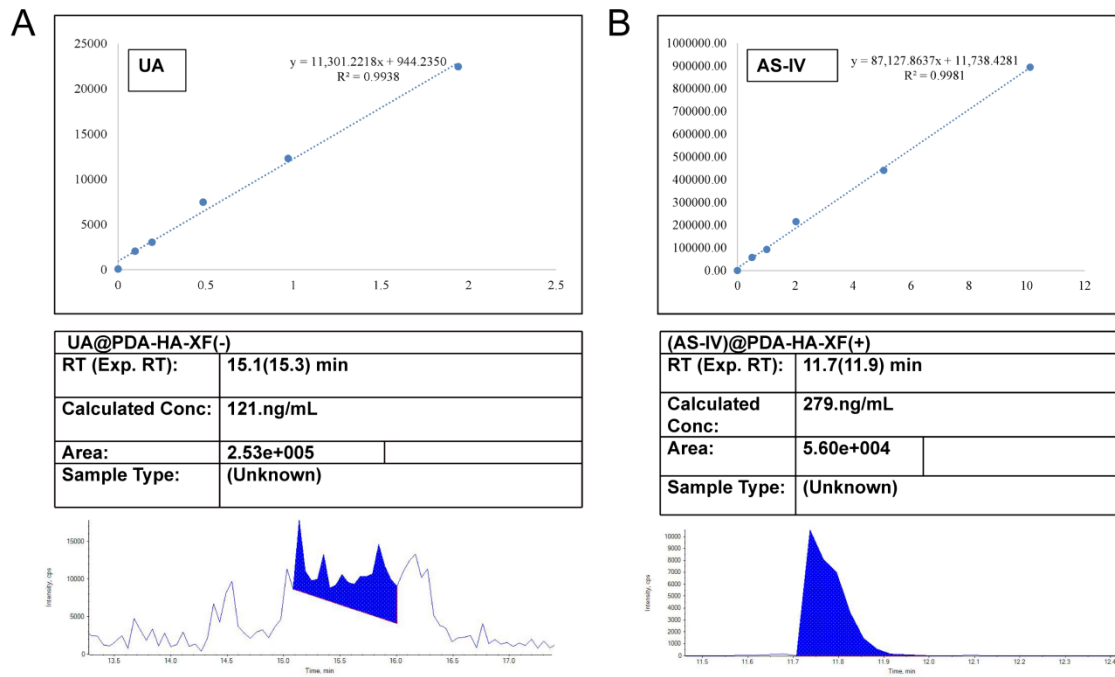 A
25000
20000
15000
10000
5000
0
0
0.5
1
1.5
2
2.5
UA
y = 11,301.2218x + 944.2350
R² = 0.9938
UA@PDA-HA-XF(-)
RT (Exp. RT): 15.1(15.3) min
Calculated Conc: 121.ng/mL
Area: 2.53e+005
Sample Type: (Unknown)
Intensity, cps
15000
10000
5000
0
13.5
14.0
14.5
15.0
15.5
16.0
16.5
17.0
Time, min
B
1000000.00
900000.00
800000.00
700000.00
600000.00
500000.00
400000.00
300000.00
200000.00
100000.00
0.00
0
2
4
6
8
10
12
AS-IV
y = 87,127.8637x + 11,738.4281
R² = 0.9981
(AS-IV)@PDA-HA-XF(+)
RT (Exp. RT): 11.7(11.9) min
Calculated
Conc:
279.ng/mL
Area: 5.60e+004
Sample Type: (Unknown)
Intensity, cps
10000
9000
8000
7000
6000
5000
4000
3000
2000
1000
0
11.5
11.6
11.7
11.8
11.9
12.0
12.1
12.2
12.3
Time, min